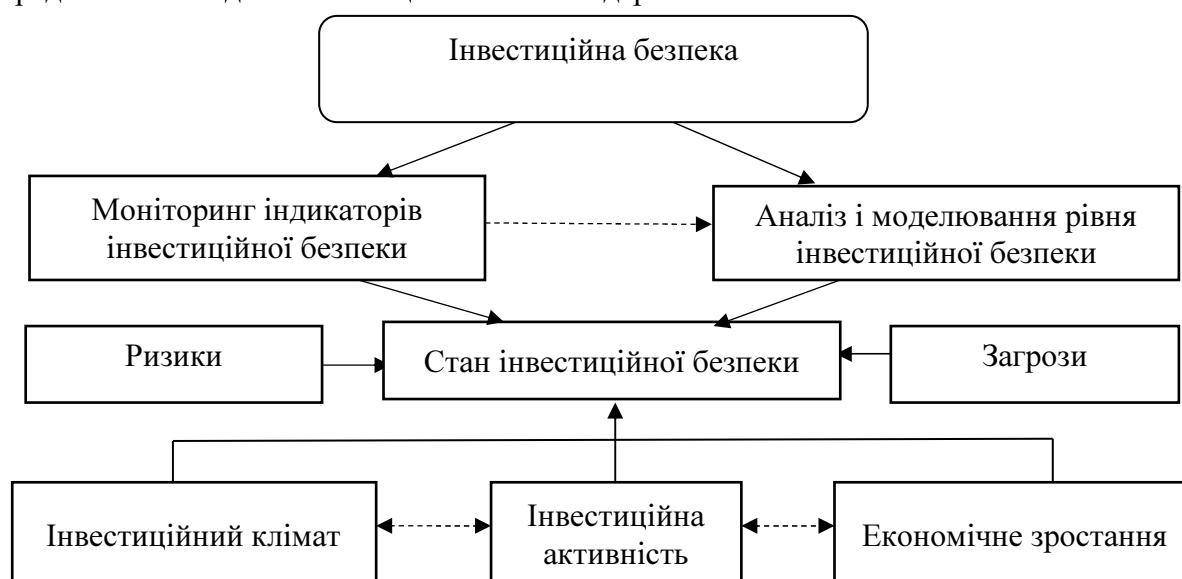 Інвестиційна безпека
Моніторинг індикаторів
інвестиційної безпеки
Аналіз і моделювання рівня
інвестиційної безпеки
Ризики
Стан інвестиційної безпеки
Загрози
Інвестиційний клімат
Інвестиційна
активність
Економічне зростання